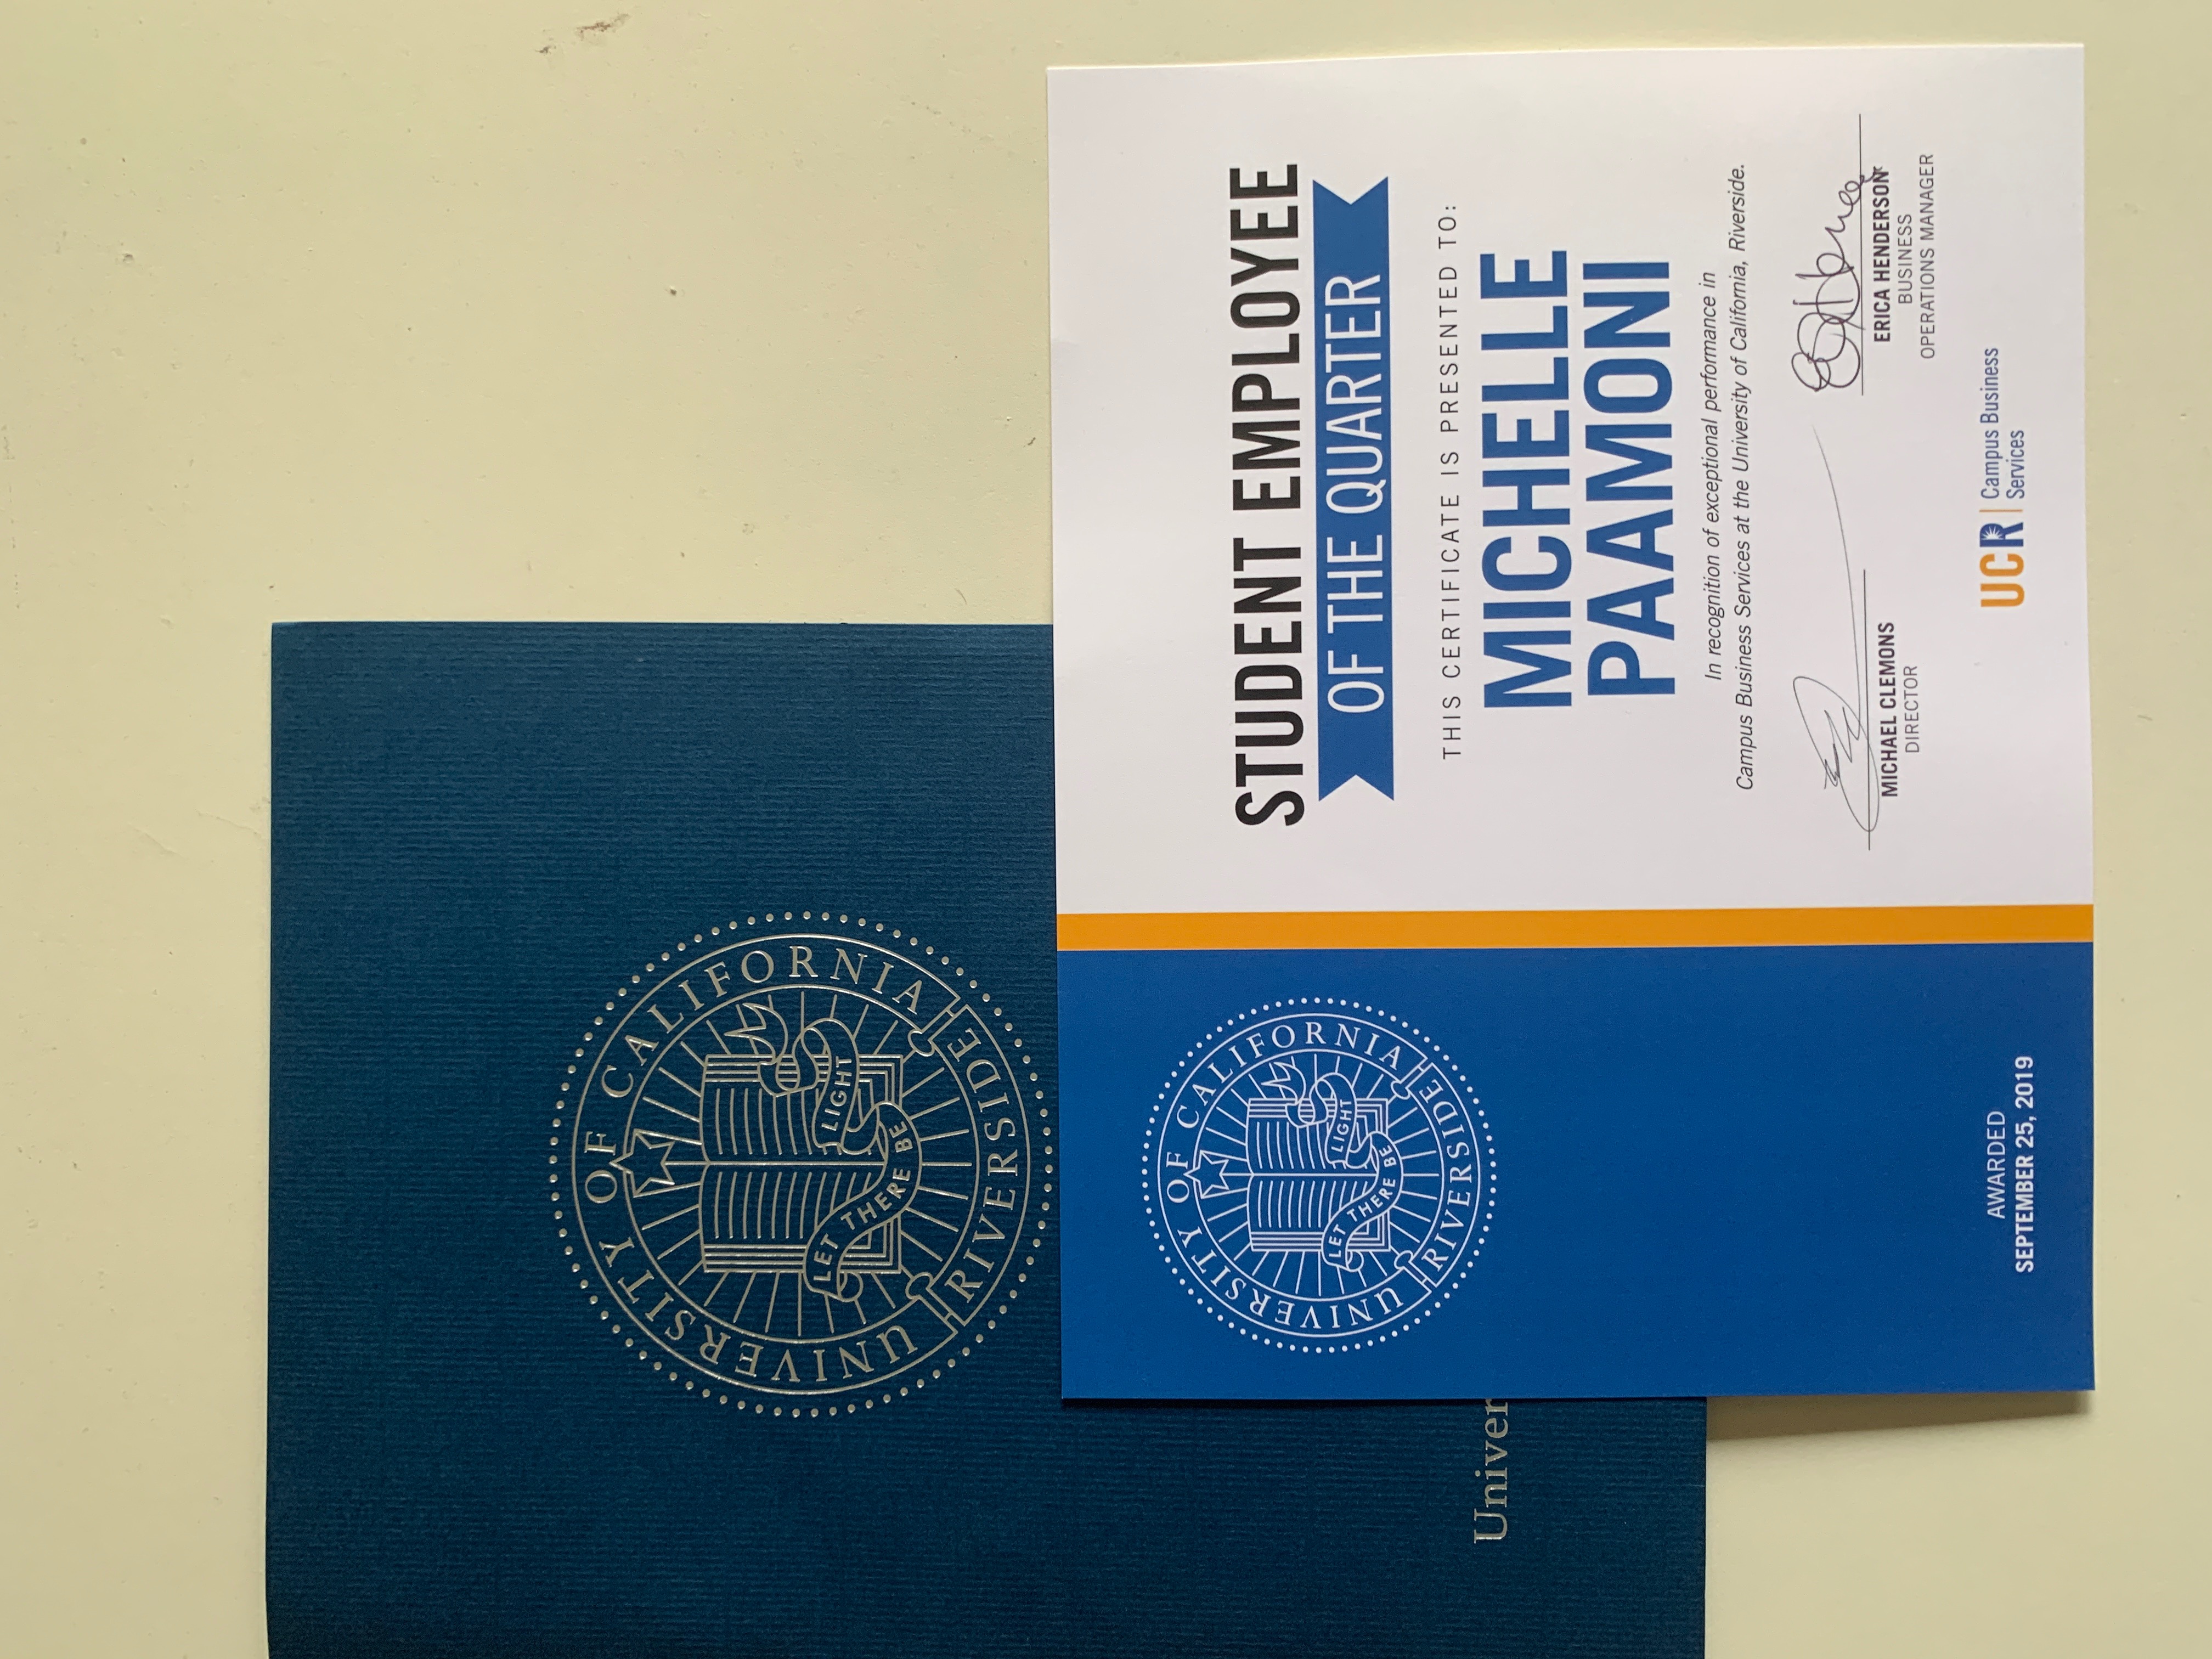 UNIVERSITY OF CALIFORNIA
LET THERE BE LIGHT
RIVERSIDE
Univer
UNIVERSITY OF CALIFORNIA
LET THERE BE LIGHT
RIVERSIDE
AWARDED
SEPTEMBER 25, 2019
STUDENT EMPLOYEE
OF THE QUARTER
THIS CERTIFICATE IS PRESENTED TO:
MICHELLE
PAAMONI
In recognition of exceptional performance in
Campus Business Services at the University of California, Riverside.
MICHAEL CLEMONS
DIRECTOR
ERICA HENDERSON
BUSINESS
OPERATIONS MANAGER
UCR Campus Business
Services